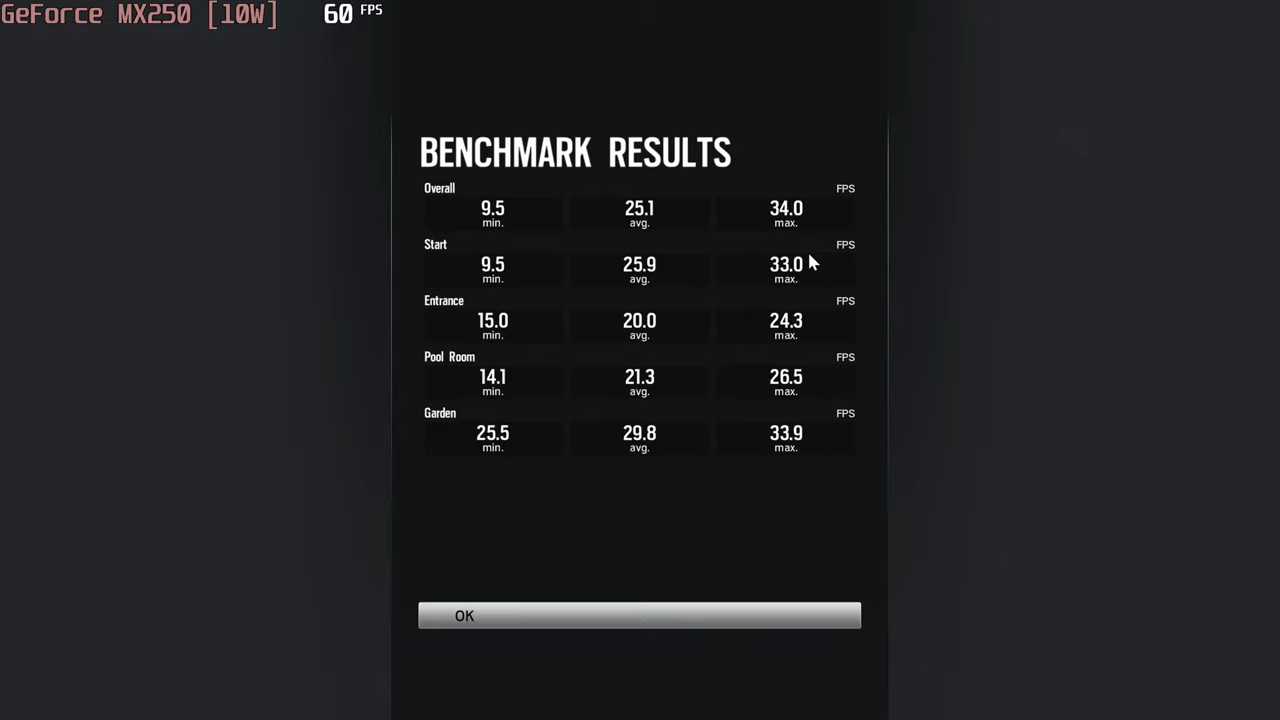 GeForce MX250 [10W] 60 FPS
BENCHMARK RESULTS
Overall FPS
9.5 25.1 34.0
min. avg. max.
Start FPS
9.5 25.9 33.0
min. avg. max.
Entrance FPS
15.0 20.0 24.3
min. avg. max.
Pool Room FPS
14.1 21.3 26.5
min. avg. max.
Garden FPS
25.5 29.8 33.9
min. avg. max.
OK